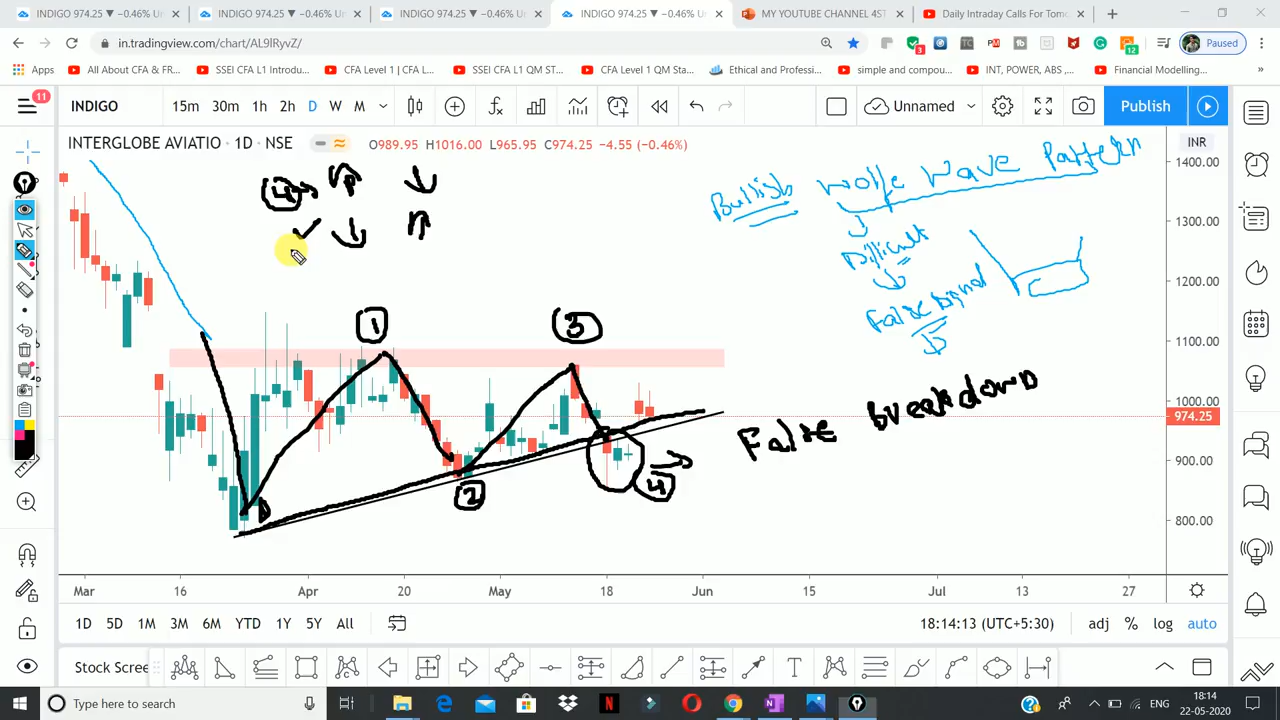 INDIGO 974.25 ▼ −0.46% Un
INDIGO 974.25 ▼ −0.46% U
INDIGO 974.25 ▼ −0.46% Un
INDIGO 974.25 ▼ −0.46% U
MY YOUTUBE CHANNEL 4ST
Daily Intraday Calls For Tom
in.tradingview.com/chart/AL9lRyvZ/
Paused
Apps
All About CFA & FR...
SSEI CFA L1 Introdu...
CFA Level 1 | CFA L...
SSEI CFA L1 QM ST...
CFA Level 1 QM Sta...
Ethical and Profess...
simple and compou...
INT, POWER, ABS ,...
Financial Modelling...
11
INDIGO
15m 30m 1h 2h D W M
Unnamed
Publish
INTERGLOBE AVIATIO · 1D · NSE
O989.95 H1016.00 L965.95 C974.25 −4.55 (−0.46%)
INR
1400.00
1300.00
1200.00
1100.00
1000.00
974.25
900.00
800.00
Bullish Wolfe Wave Pattern
Difficult
False signal
4
1
3
2
4
False breakdown
Mar 16 Apr 20 May 18 Jun 15 Jul 13 27
1D 5D 1M 3M 6M YTD 1Y 5Y All
18:14:13 (UTC+5:30)
adj % log auto
Stock Scree
Type here to search
ENG
18:14
22-05-2020